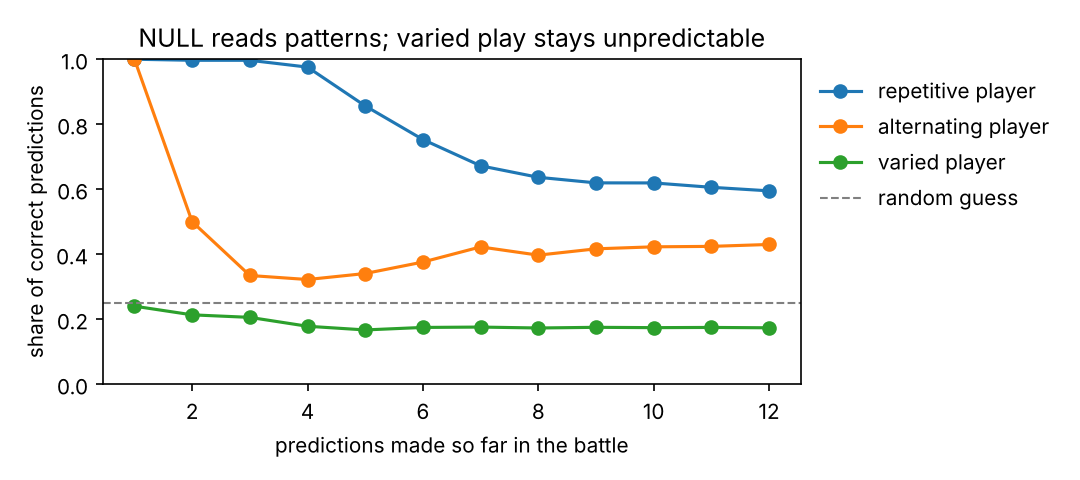 NULL reads patterns; varied play stays unpredictable
share of correct predictions
1.0
0.8
0.6
0.4
0.2
0.0
2 4 6 8 10 12
predictions made so far in the battle
repetitive player
alternating player
varied player
random guess